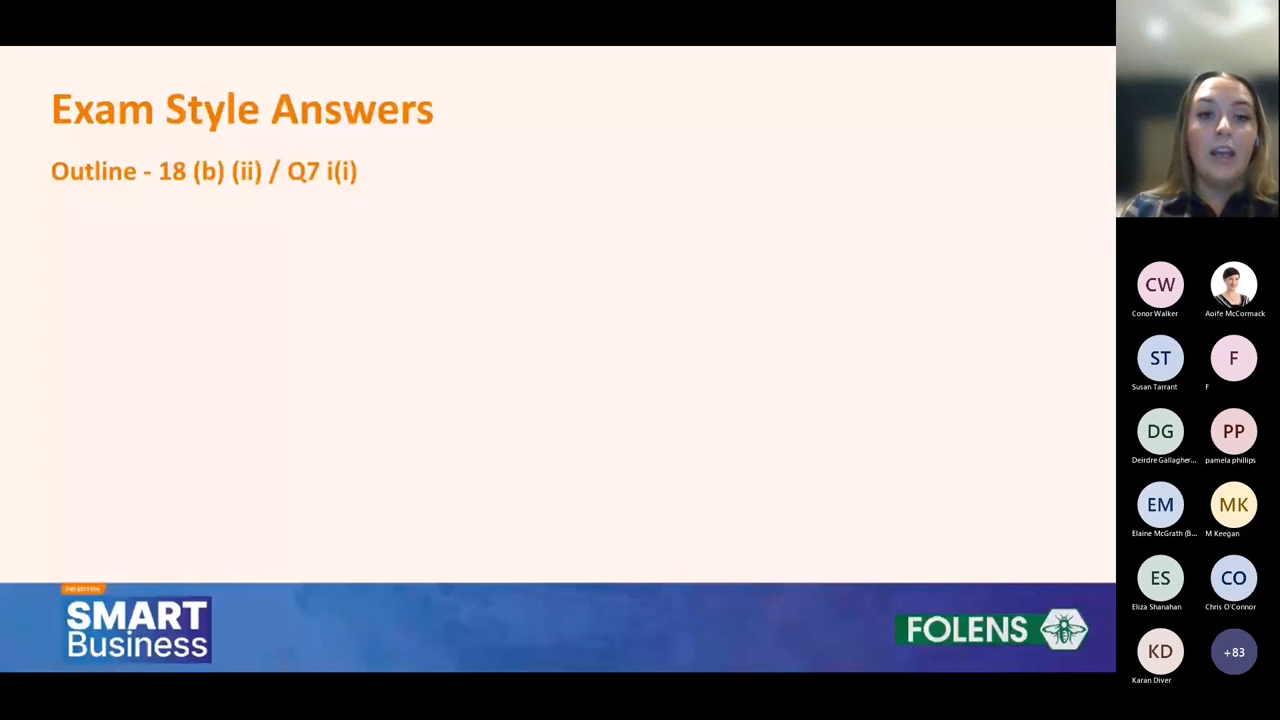 Exam Style Answers
Outline - 18 (b) (ii) / Q7 i(i)
2ND EDITION
SMART
Business
FOLENS
CW
Conor Walker
Aoife McCormack
ST
Susan Tarrant
F
F
DG
Deirdre Gallagher...
PP
pamela phillips
EM
Elaine McGrath (B...
MK
M Keegan
ES
Eliza Shanahan
CO
Chris O'Connor
KD
Karan Diver
+83